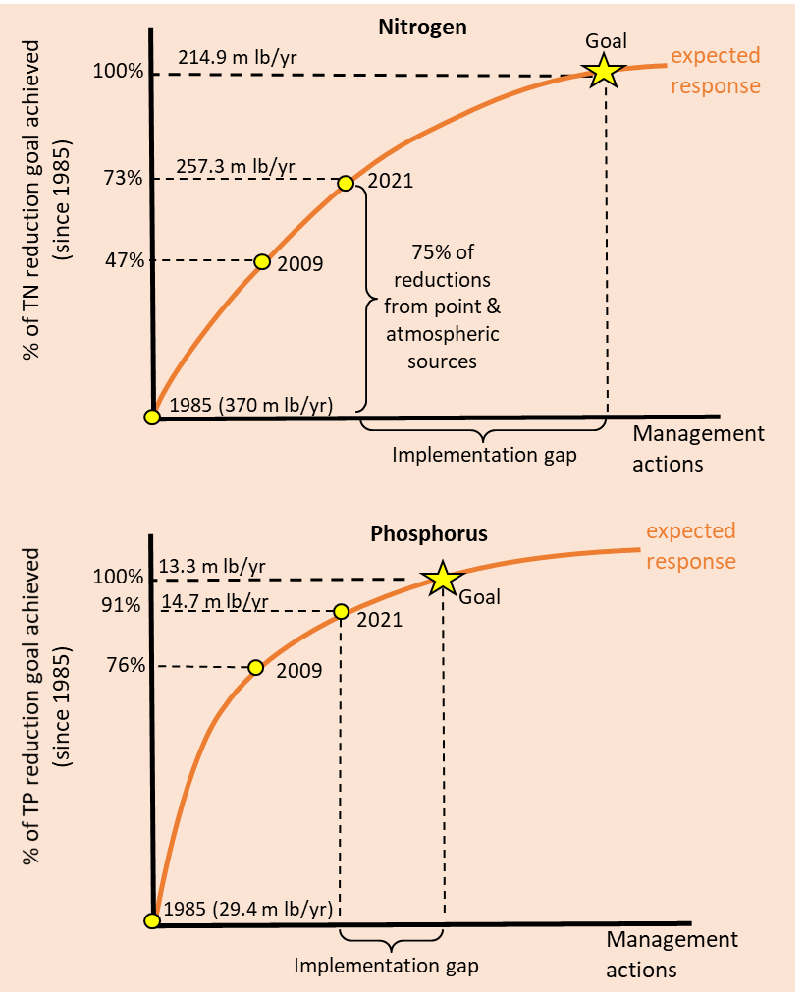 Nitrogen
% of TN reduction goal achieved
(since 1985)
100%
214.9 m lb/yr
Goal
expected
response
73%
257.3 m lb/yr
2021
47%
2009
75% of
reductions
from point &
atmospheric
sources
1985 (370 m lb/yr)
Implementation gap
Management
actions
Phosphorus
% of TP reduction goal achieved
(since 1985)
100%
13.3 m lb/yr
Goal
expected
response
91%
14.7 m lb/yr
2021
76%
2009
1985 (29.4 m lb/yr)
Implementation gap
Management
actions